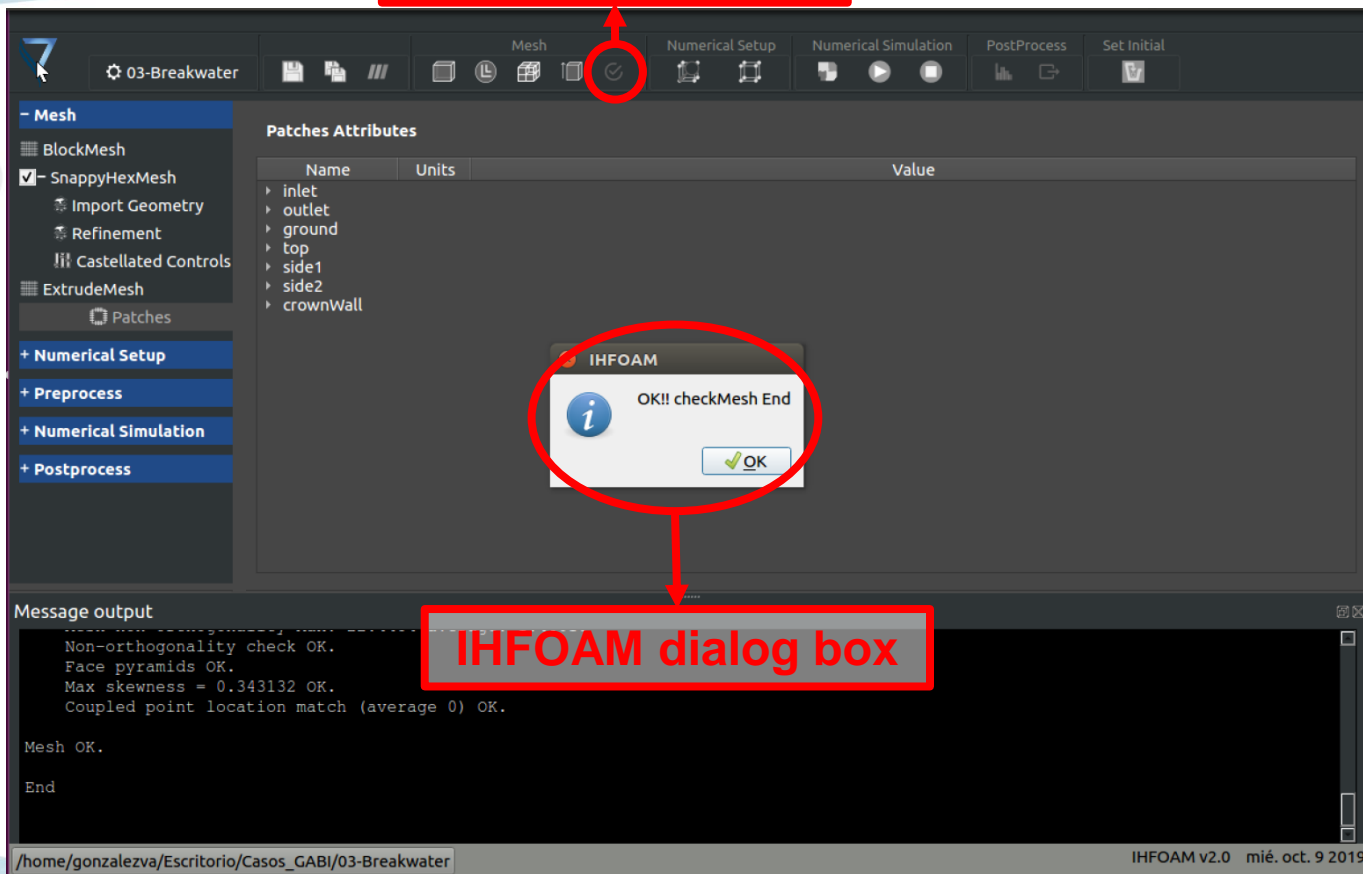 Mesh
Numerical Setup
Numerical Simulation
PostProcess
Set Initial
03-Breakwater
- Mesh
BlockMesh
SnappyHexMesh
Import Geometry
Refinement
Castellated Controls
ExtrudeMesh
Patches
+ Numerical Setup
+ Preprocess
+ Numerical Simulation
+ Postprocess
Patches Attributes
Name Units Value
inlet
outlet
ground
top
side1
side2
crownWall
IHFOAM
OK!! checkMesh End
OK
IHFOAM dialog box
Message output
Non-orthogonality check OK.
Face pyramids OK.
Max skewness = 0.343132 OK.
Coupled point location match (average 0) OK.
Mesh OK.
End
/home/gonzalezva/Escritorio/Casos_GABI/03-Breakwater
IHFOAM v2.0 mié. oct. 9 2019